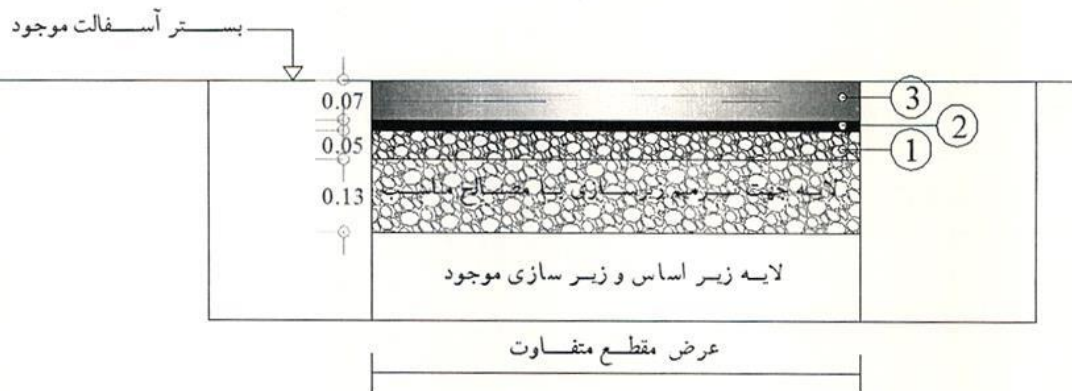 بستر آسفالت موجود
0.07
3
2
0.05
1
0.13
لایه جهت ترمیم زیرسازی با مصالح مناسب
لایه زیر اساس و زیر سازی موجود
عرض مقطع متفاوت